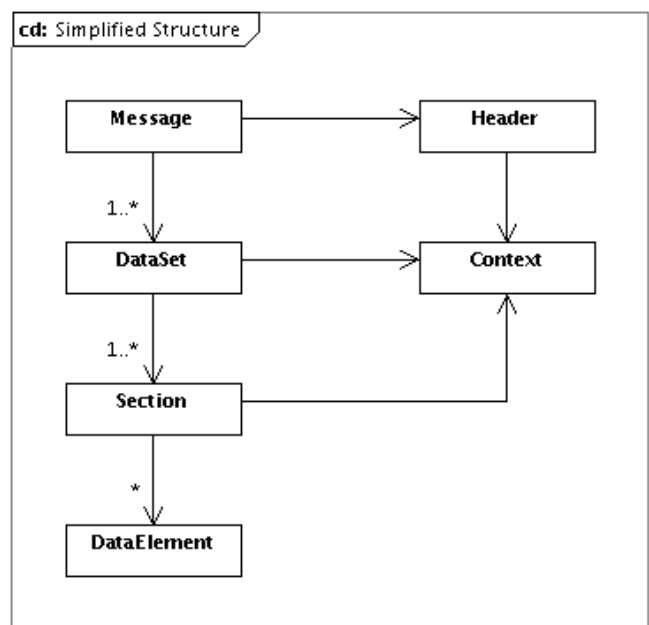 cd: Simplified Structure
Message
Header
1..*
DataSet
Context
1..*
Section
*
DataElement